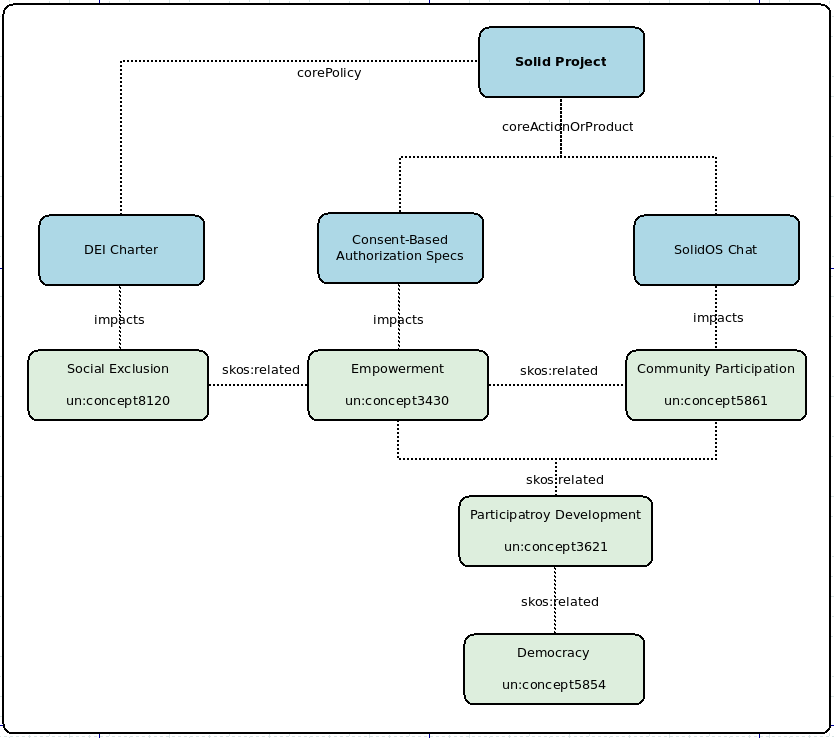 Solid Project
corePolicy
coreActionOrProduct
DEI Charter
Consent-Based
Authorization Specs
SolidOS Chat
impacts
impacts
impacts
Social Exclusion
un:concept8120
skos:related
Empowerment
un:concept3430
skos:related
Community Participation
un:concept5861
skos:related
Participatroy Development
un:concept3621
skos:related
Democracy
un:concept5854